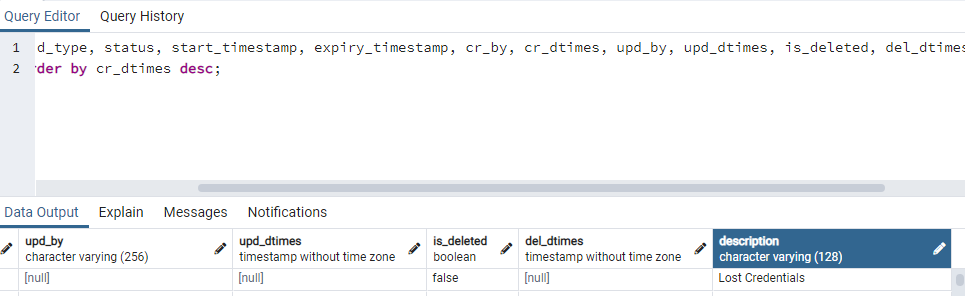 Query Editor Query History
1 d_type, status, start_timestamp, expiry_timestamp, cr_by, cr_dtimes, upd_by, upd_dtimes, is_deleted, del_dtimes
2 der by cr_dtimes desc;
Data Output Explain Messages Notifications
upd_by upd_dtimes is_deleted del_dtimes description
character varying (256) timestamp without time zone boolean timestamp without time zone character varying (128)
[null] [null] false [null] Lost Credentials